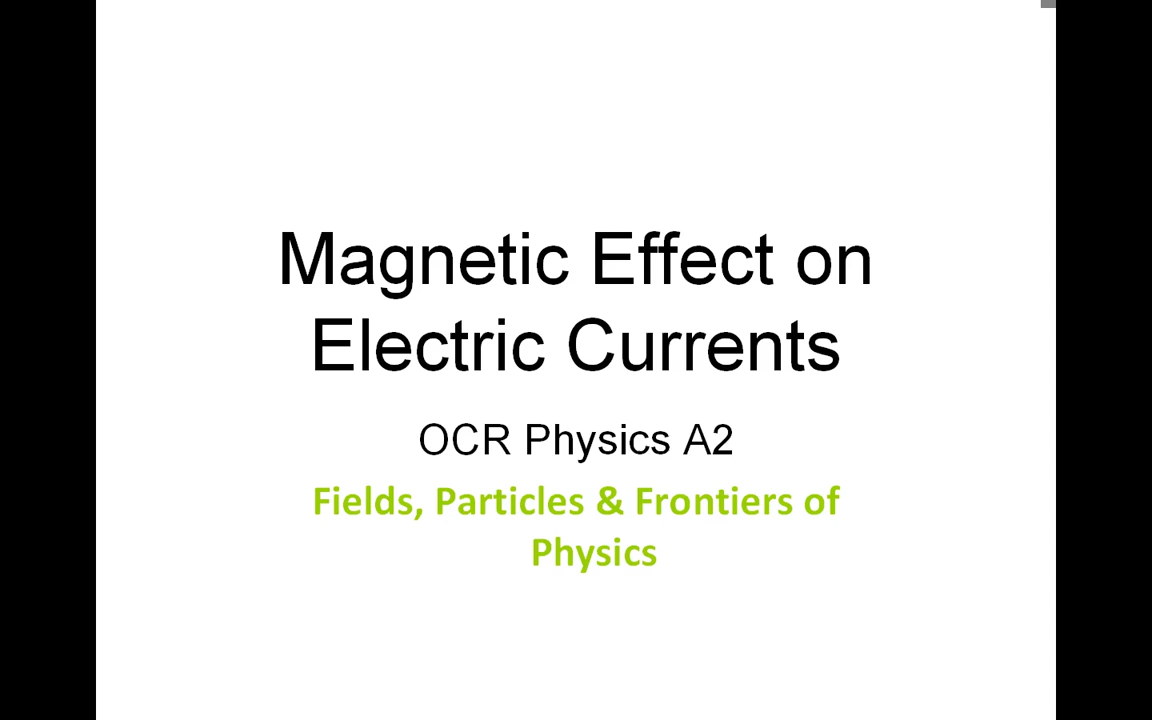 Magnetic Effect on
Electric Currents
OCR Physics A2
Fields, Particles & Frontiers of
Physics